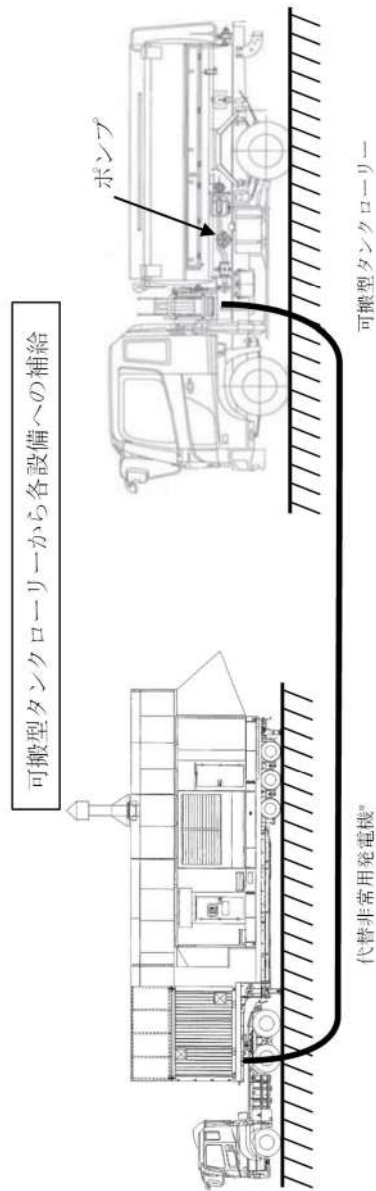 可搬型タンクローリーから各設備への補給
ポンプ
代替非常用発電機※
可搬型タンクローリー